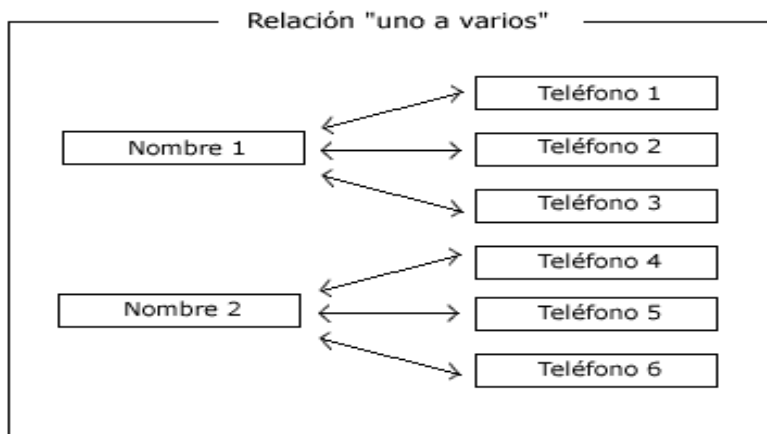 Relación "uno a varios"
Teléfono 1
Nombre 1
Teléfono 2
Teléfono 3
Teléfono 4
Nombre 2
Teléfono 5
Teléfono 6